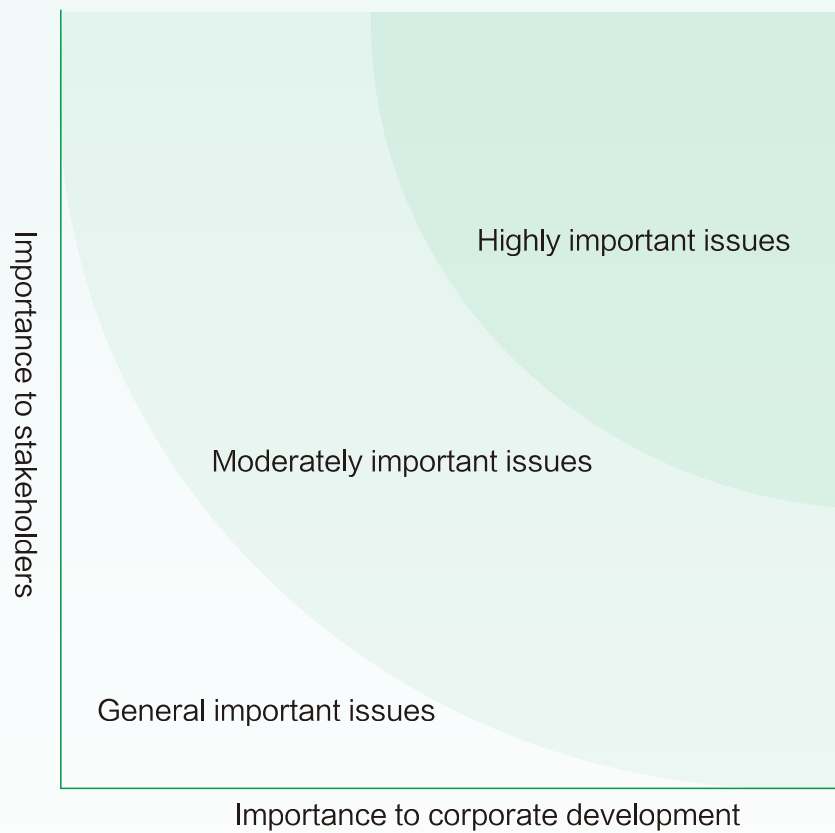 Importance to stakeholders
Highly important issues
Moderately important issues
General important issues
Importance to corporate development